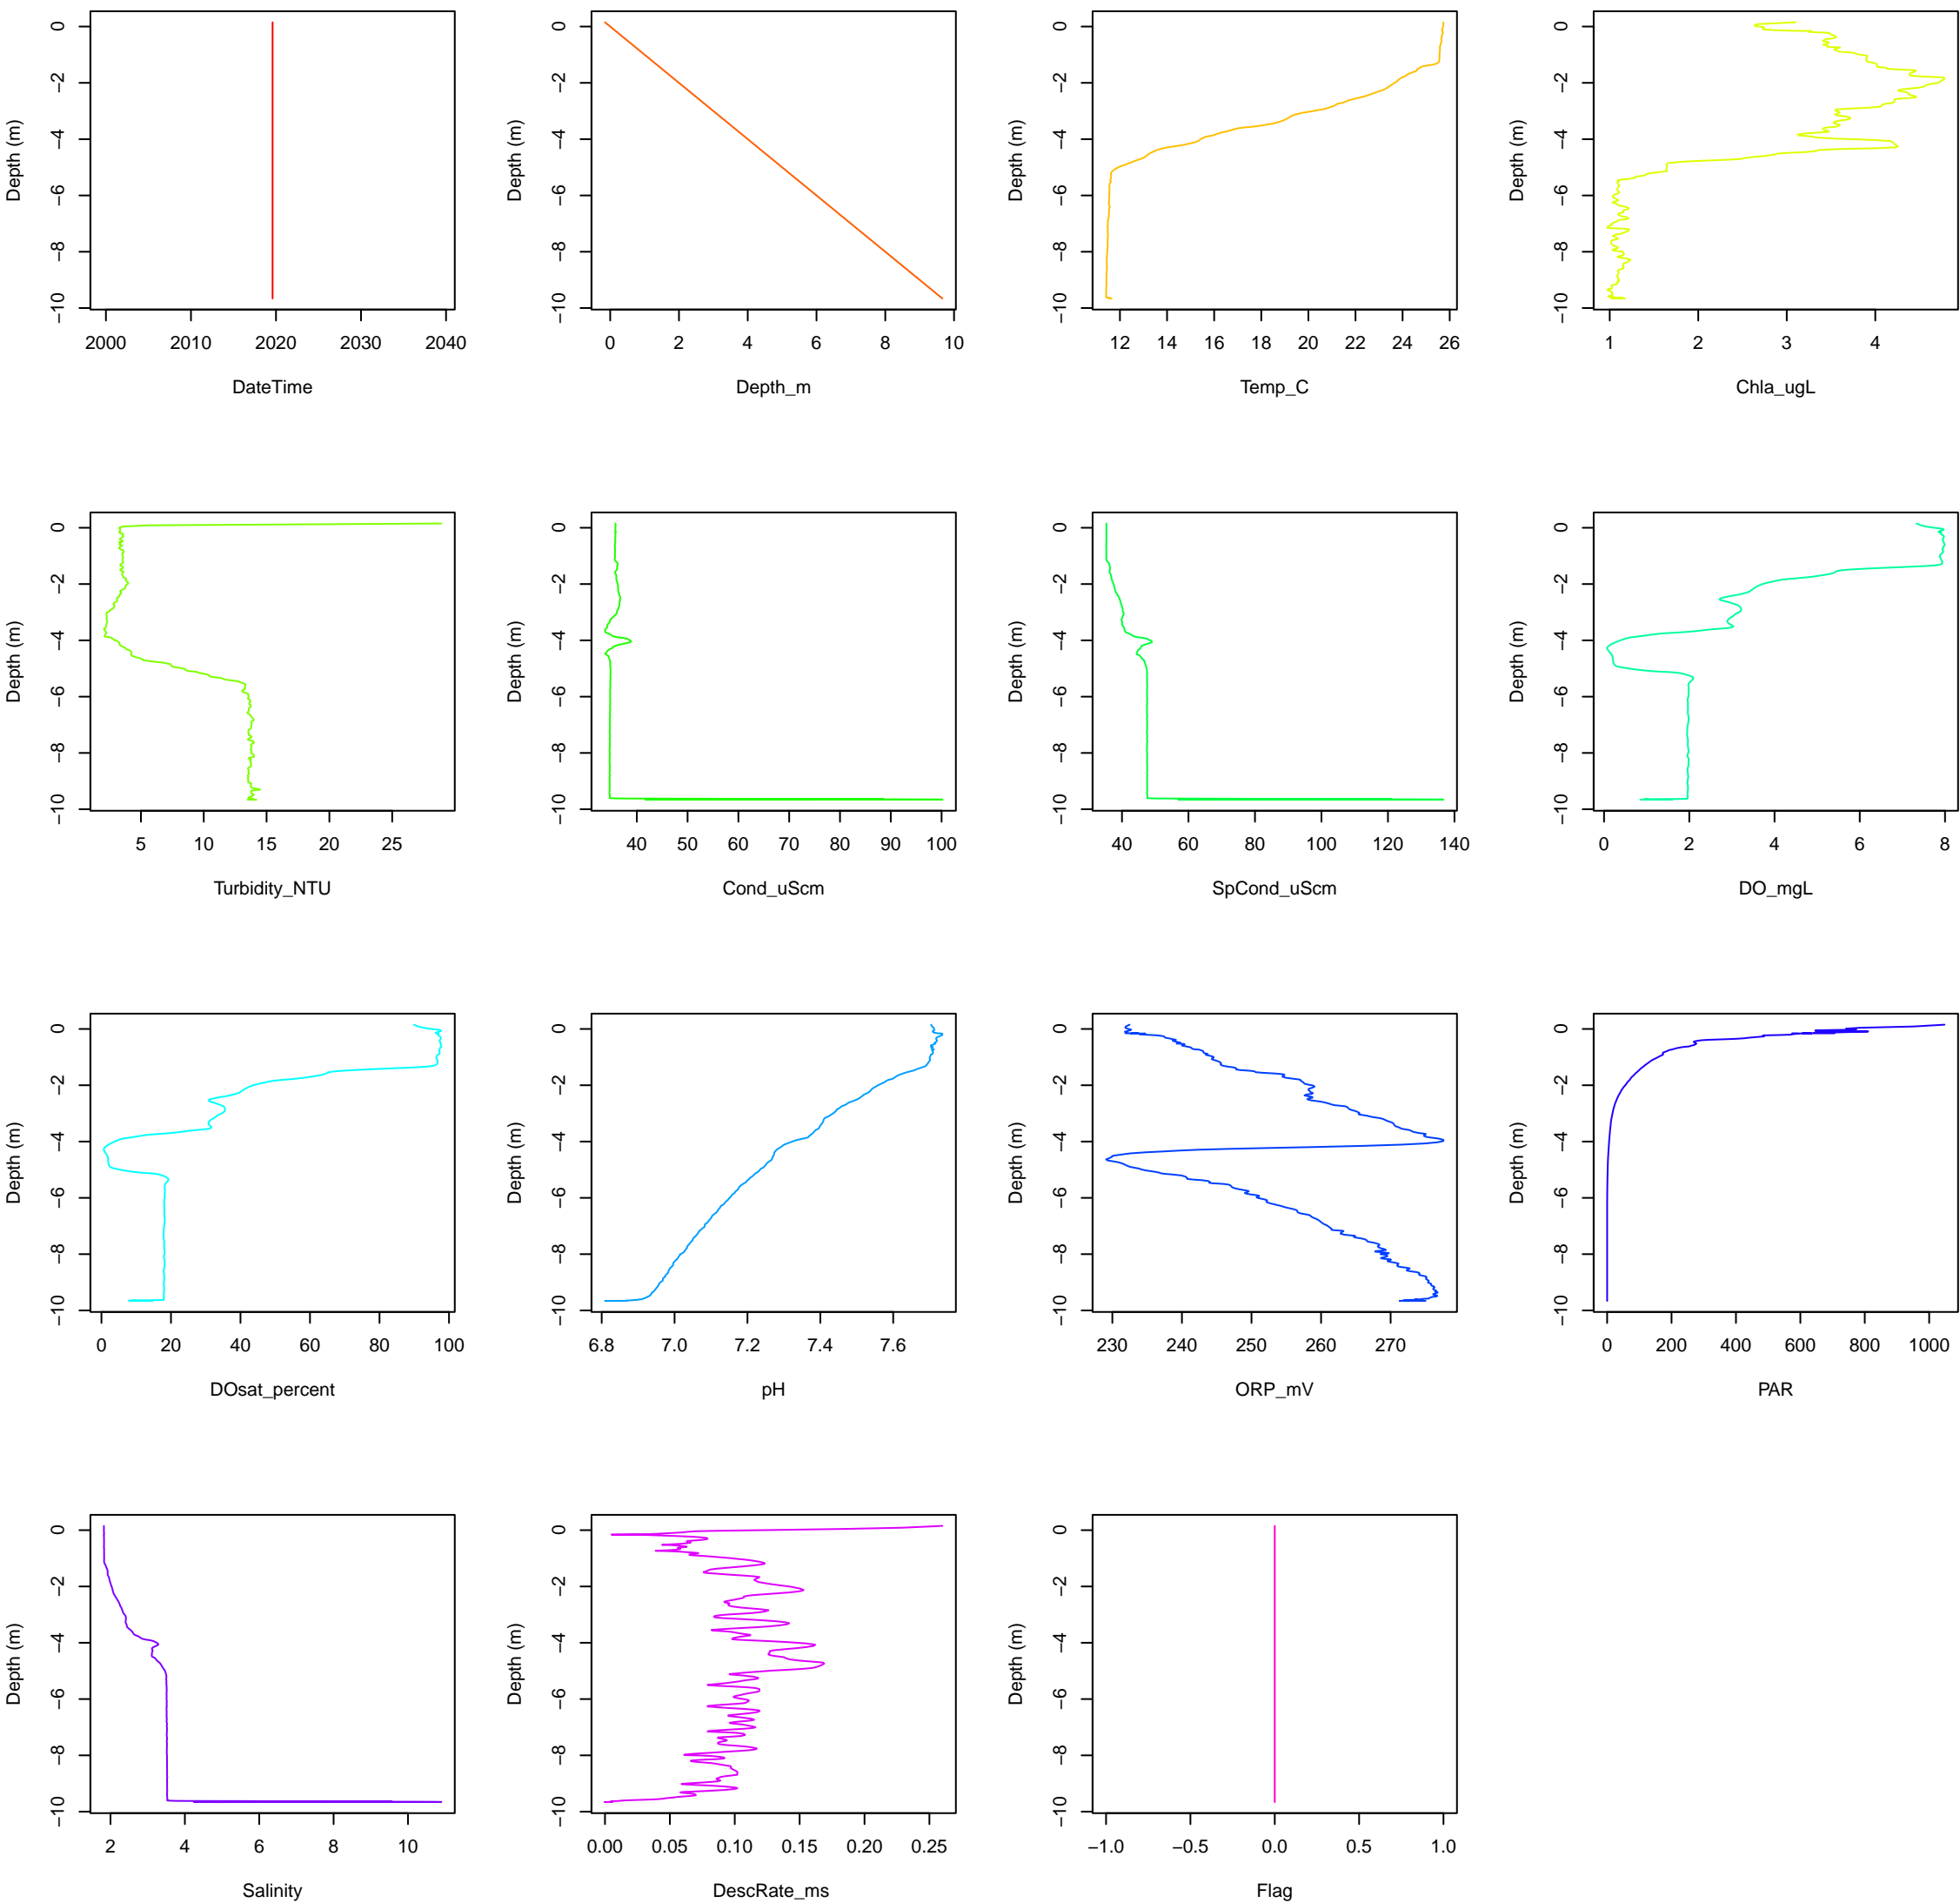 0 0 0 0
−2 −2 −2 −2
Depth (m) Depth (m) Depth (m) Depth (m)
−4 −4 −4 −4
−6 −6 −6 −6
−8 −8 −8 −8
−10 −10 −10 −10
2000 2010 2020 2030 2040 0 2 4 6 8 10 12 14 16 18 20 22 24 26 1 2 3 4
DateTime Depth_m Temp_C Chla_ugL
0 0 0 0
−2 −2 −2 −2
Depth (m) Depth (m) Depth (m) Depth (m)
−4 −4 −4 −4
−6 −6 −6 −6
−8 −8 −8 −8
−10 −10 −10 −10
5 10 15 20 25 40 50 60 70 80 90 100 40 60 80 100 120 140 0 2 4 6 8
Turbidity_NTU Cond_uScm SpCond_uScm DO_mgL
0 0 0 0
−2 −2 −2 −2
Depth (m) Depth (m) Depth (m) Depth (m)
−4 −4 −4 −4
−6 −6 −6 −6
−8 −8 −8 −8
−10 −10 −10 −10
0 20 40 60 80 100 6.8 7.0 7.2 7.4 7.6 230 240 250 260 270 0 200 400 600 800 1000
DOsat_percent pH ORP_mV PAR
0 0 0
−2 −2 −2
Depth (m) Depth (m) Depth (m)
−4 −4 −4
−6 −6 −6
−8 −8 −8
−10 −10 −10
2 4 6 8 10 0.00 0.05 0.10 0.15 0.20 0.25 −1.0 −0.5 0.0 0.5 1.0
Salinity DescRate_ms Flag